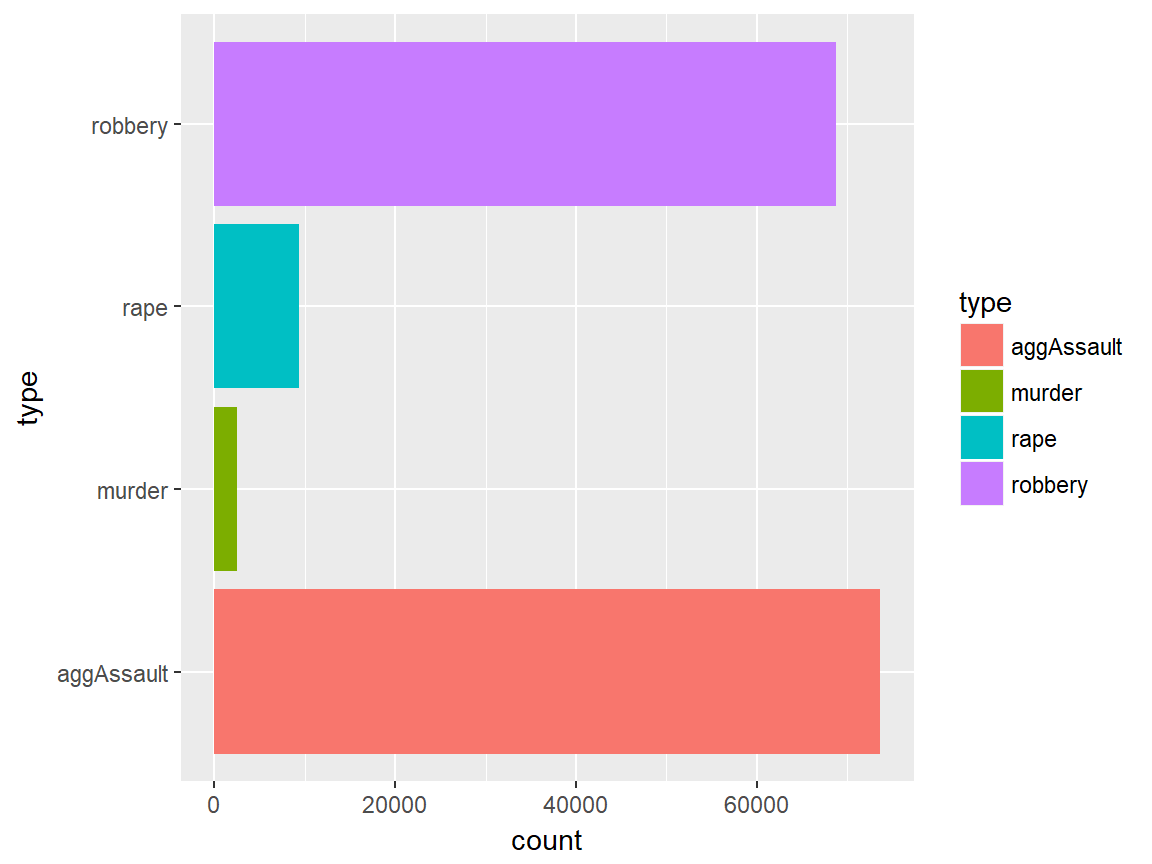 robbery
rape
murder
aggAssault
type
0 20000 40000 60000
count
type
aggAssault
murder
rape
robbery